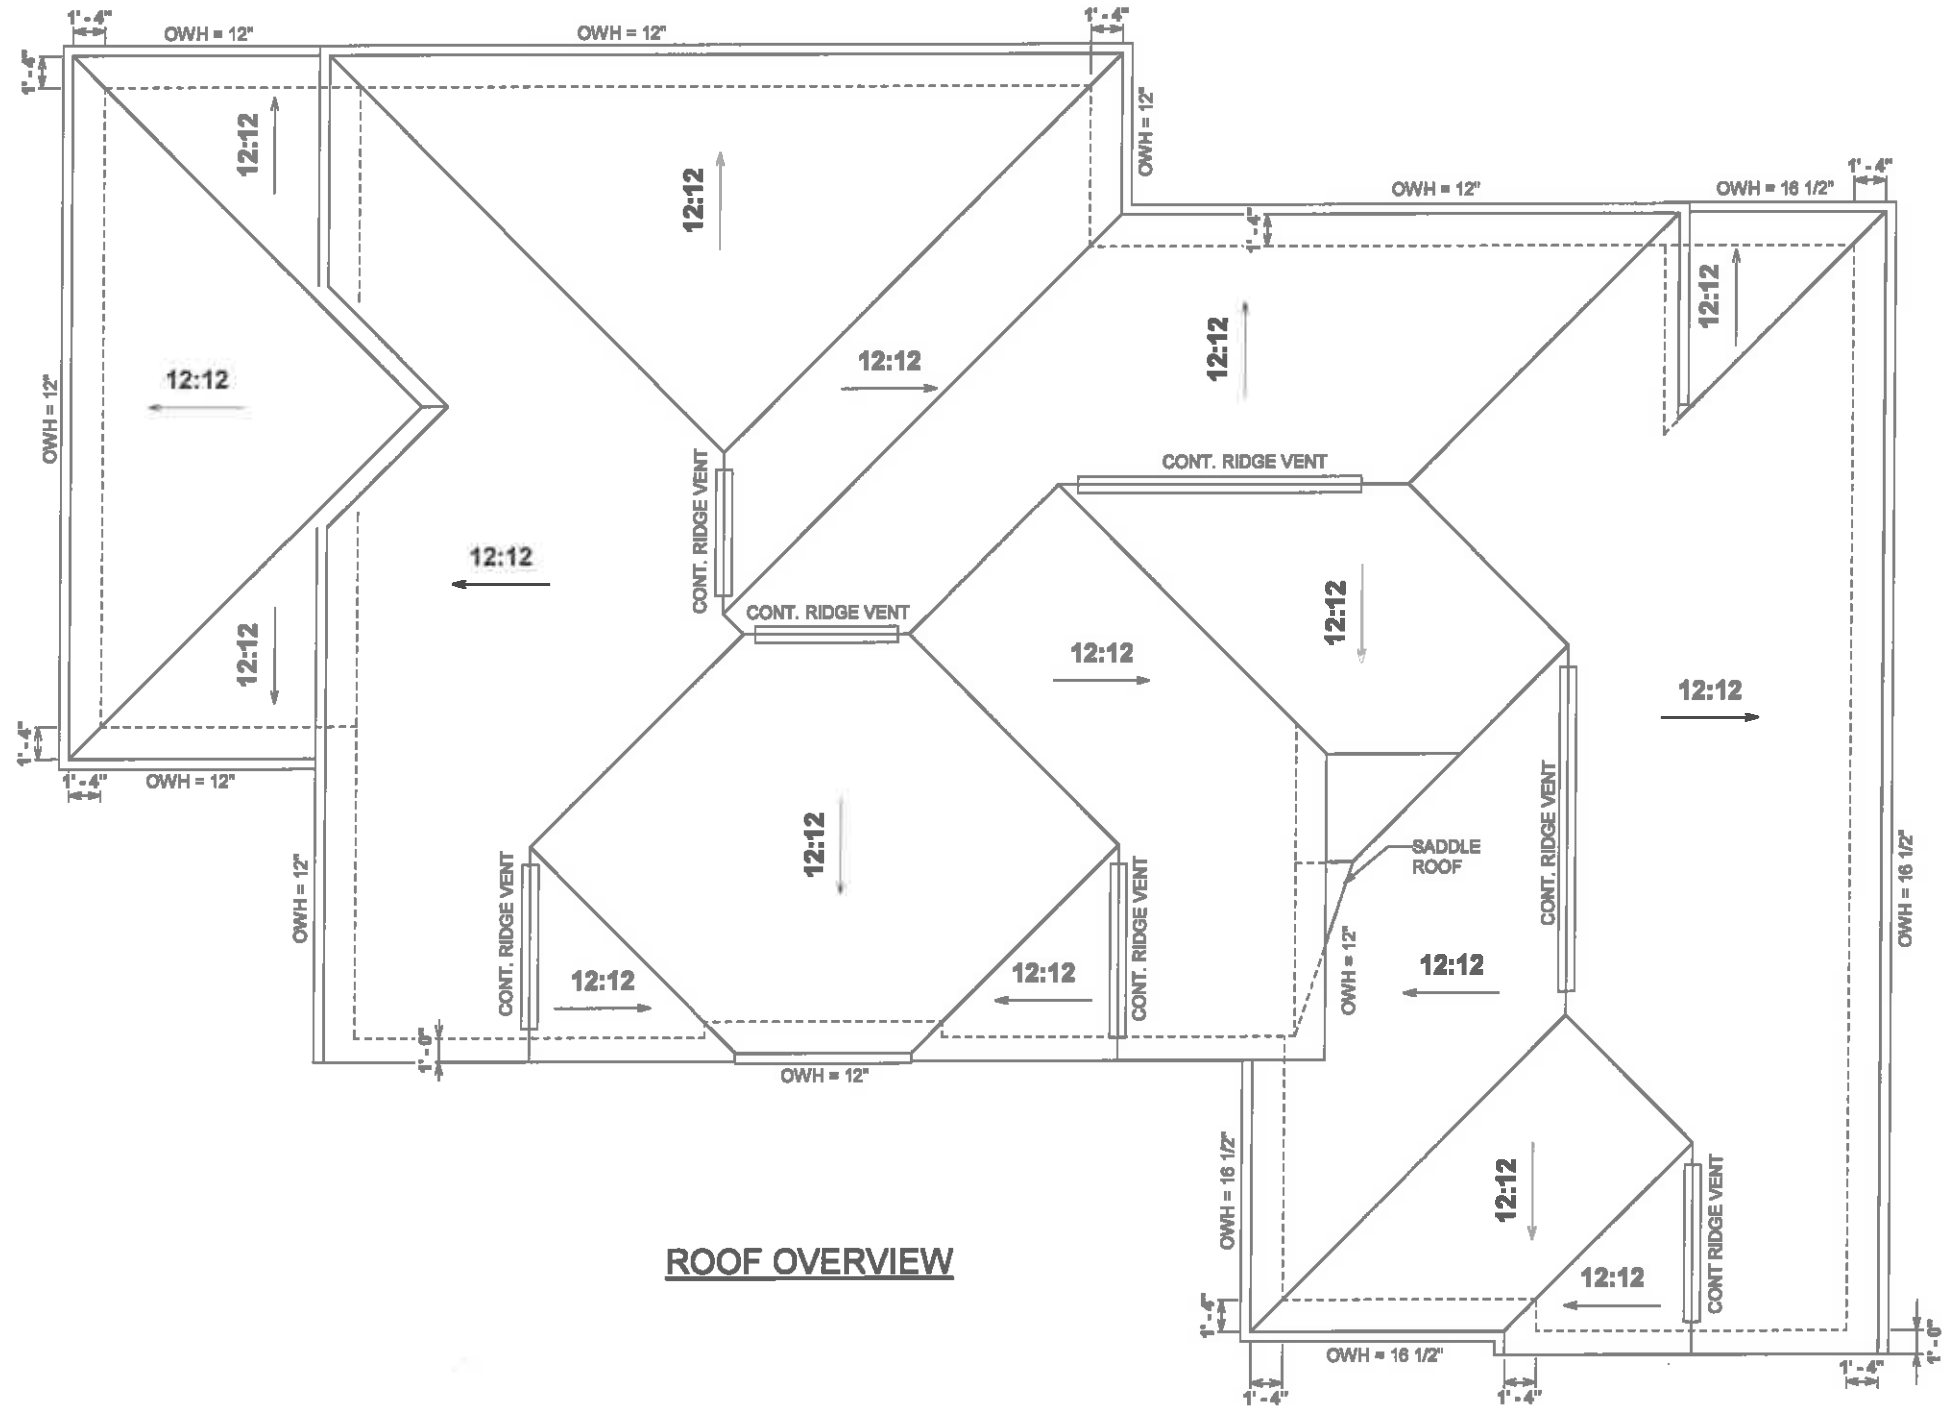 1' - 4"
OWH = 12"
OWH = 12"
1' - 4"
1' - 4"
12:12
12:12
OWH = 12"
1' - 4"
OWH = 12"
OWH = 16 1/2"
1' - 4"
12:12
12:12
12:12
12:12
OWH = 12"
CONT. RIDGE VENT
CONT. RIDGE VENT
12:12
CONT. RIDGE VENT
12:12
12:12
12:12
12:12
1' - 4"
1' - 4"
OWH = 12"
12:12
SADDLE
ROOF
CONT. RIDGE VENT
OWH = 12"
OWH = 16 1/2"
CONT. RIDGE VENT
CONT. RIDGE VENT
12:12
12:12
12:12
OWH = 12"
1' - 0"
OWH = 12"
OWH = 16 1/2"
12:12
CONT RIDGE VENT
ROOF OVERVIEW
12:12
1' - 4"
OWH = 16 1/2"
1' - 0"
1' - 4"
1' - 4"
1' - 4"